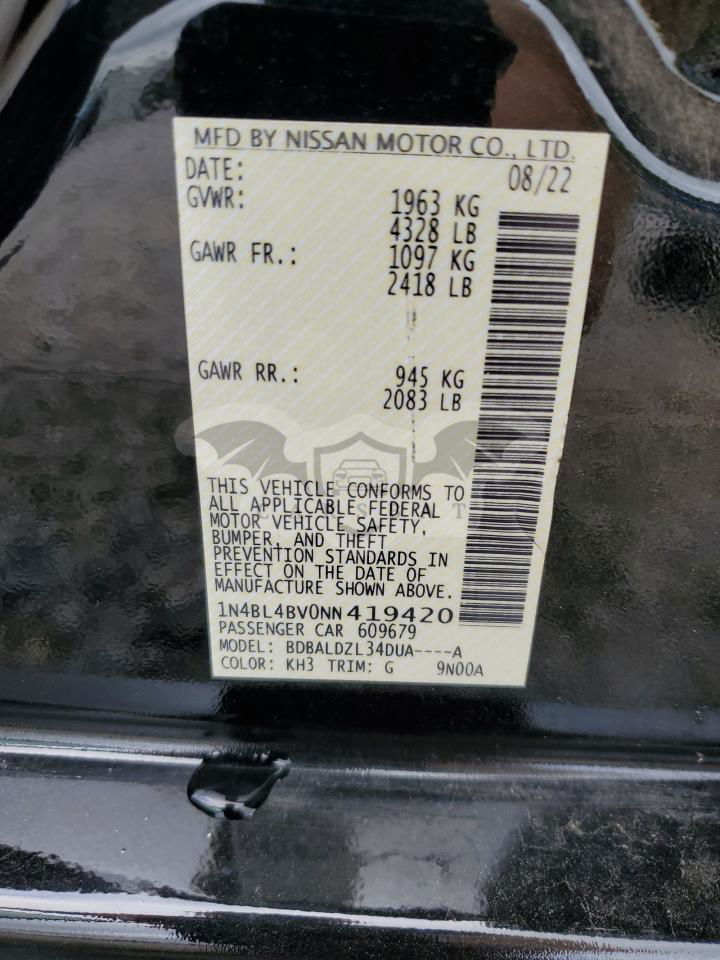 MFD BY NISSAN MOTOR CO., LTD.
DATE: 08/22
GVWR: 1963 KG
4328 LB
GAWR FR.: 1097 KG
2418 LB
GAWR RR.: 945 KG
2083 LB
THIS VEHICLE CONFORMS TO
ALL APPLICABLE FEDERAL
MOTOR VEHICLE SAFETY,
BUMPER, AND THEFT
PREVENTION STANDARDS IN
EFFECT ON THE DATE OF
MANUFACTURE SHOWN ABOVE.
1N4BL4BV0NN419420
PASSENGER CAR 609679
MODEL: BDBALDZL34DUA----A
COLOR: KH3 TRIM: G 9N00A